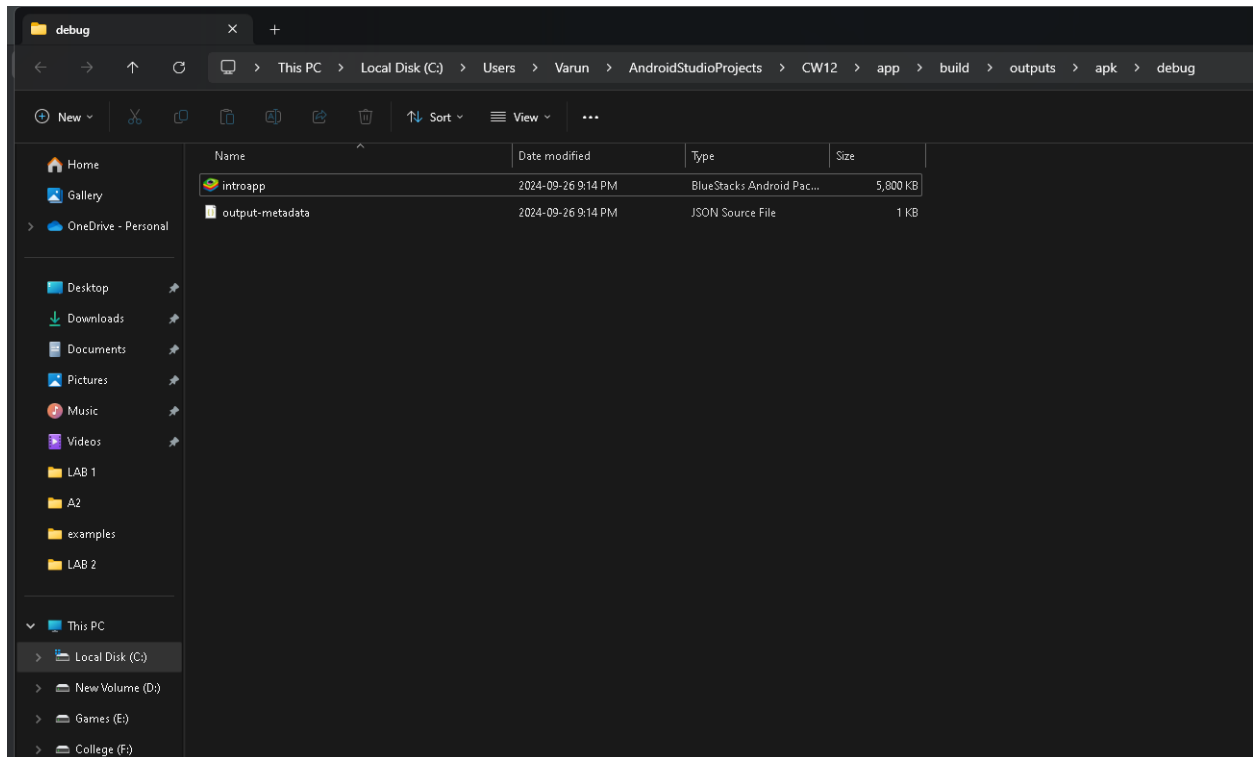 debug
This PC > Local Disk (C:) > Users > Varun > AndroidStudioProjects > CW12 > app > build > outputs > apk > debug
New Sort View
Name Date modified Type Size
introapp 2024-09-26 9:14 PM BlueStacks Android Pac... 5,800 KB
output-metadata 2024-09-26 9:14 PM JSON Source File 1 KB
Home
Gallery
OneDrive - Personal
Desktop
Downloads
Documents
Pictures
Music
Videos
LAB 1
A2
examples
LAB 2
This PC
Local Disk (C:)
New Volume (D:)
Games (E:)
College (F:)